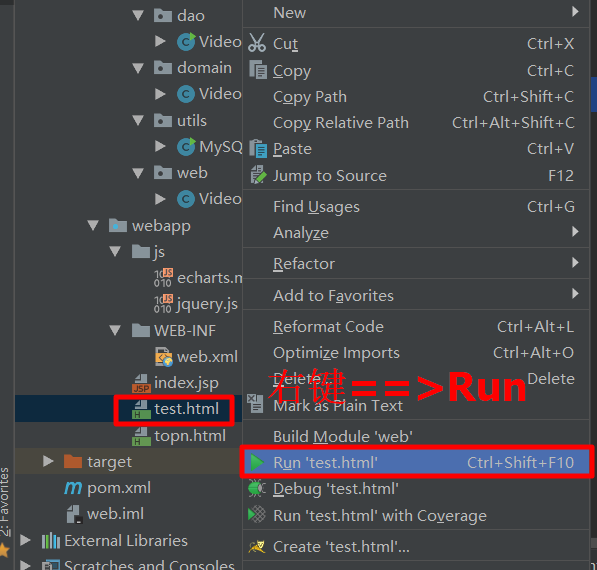 dao
Video
domain
Video
utils
MySQ
web
Video
webapp
js
echarts.m
jquery.js
WEB-INF
web.xml
index.jsp
test.html
topn.html
target
pom.xml
web.iml
External Libraries
Scratches and Consoles
2: Favorites
New
Cut Ctrl+X
Copy Ctrl+C
Copy Path Ctrl+Shift+C
Copy Relative Path Ctrl+Alt+Shift+C
Paste Ctrl+V
Jump to Source F12
Find Usages Ctrl+G
Analyze
Refactor
Add to Favorites
Reformat Code Ctrl+Alt+L
Optimize Imports Ctrl+Alt+O
Delete... Delete
右键==>Run
Mark as Plain Text
Build Module 'web'
Run 'test.html' Ctrl+Shift+F10
Debug 'test.html'
Run 'test.html' with Coverage
Create 'test.html'...